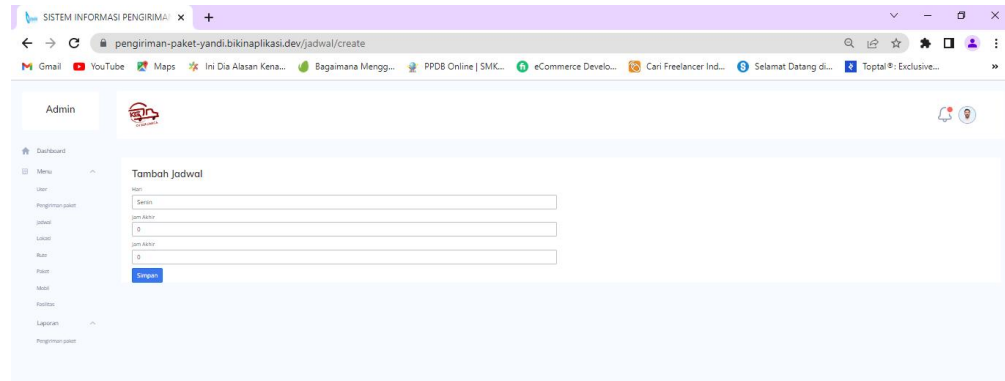 SISTEM INFORMASI PENGIRIMA
pengiriman-paket-yandi.bikinaplikasi.dev/jadwal/create
Gmail YouTube Maps Ini Dia Alasan Kena... Bagaimana Mengg... PPDB Online | SMK... eCommerce Develo... Cari Freelancer Ind... Selamat Datang di... Toptal®: Exclusive...
Admin
Dashboard
Menu
User
Pengiriman paket
Jadwal
Lokasi
Rute
Paket
Mobil
Fasilitas
Laporan
Pengiriman paket
Tambah Jadwal
Hari
Senin
Jam Akhir
0
Jam Akhir
0
Simpan